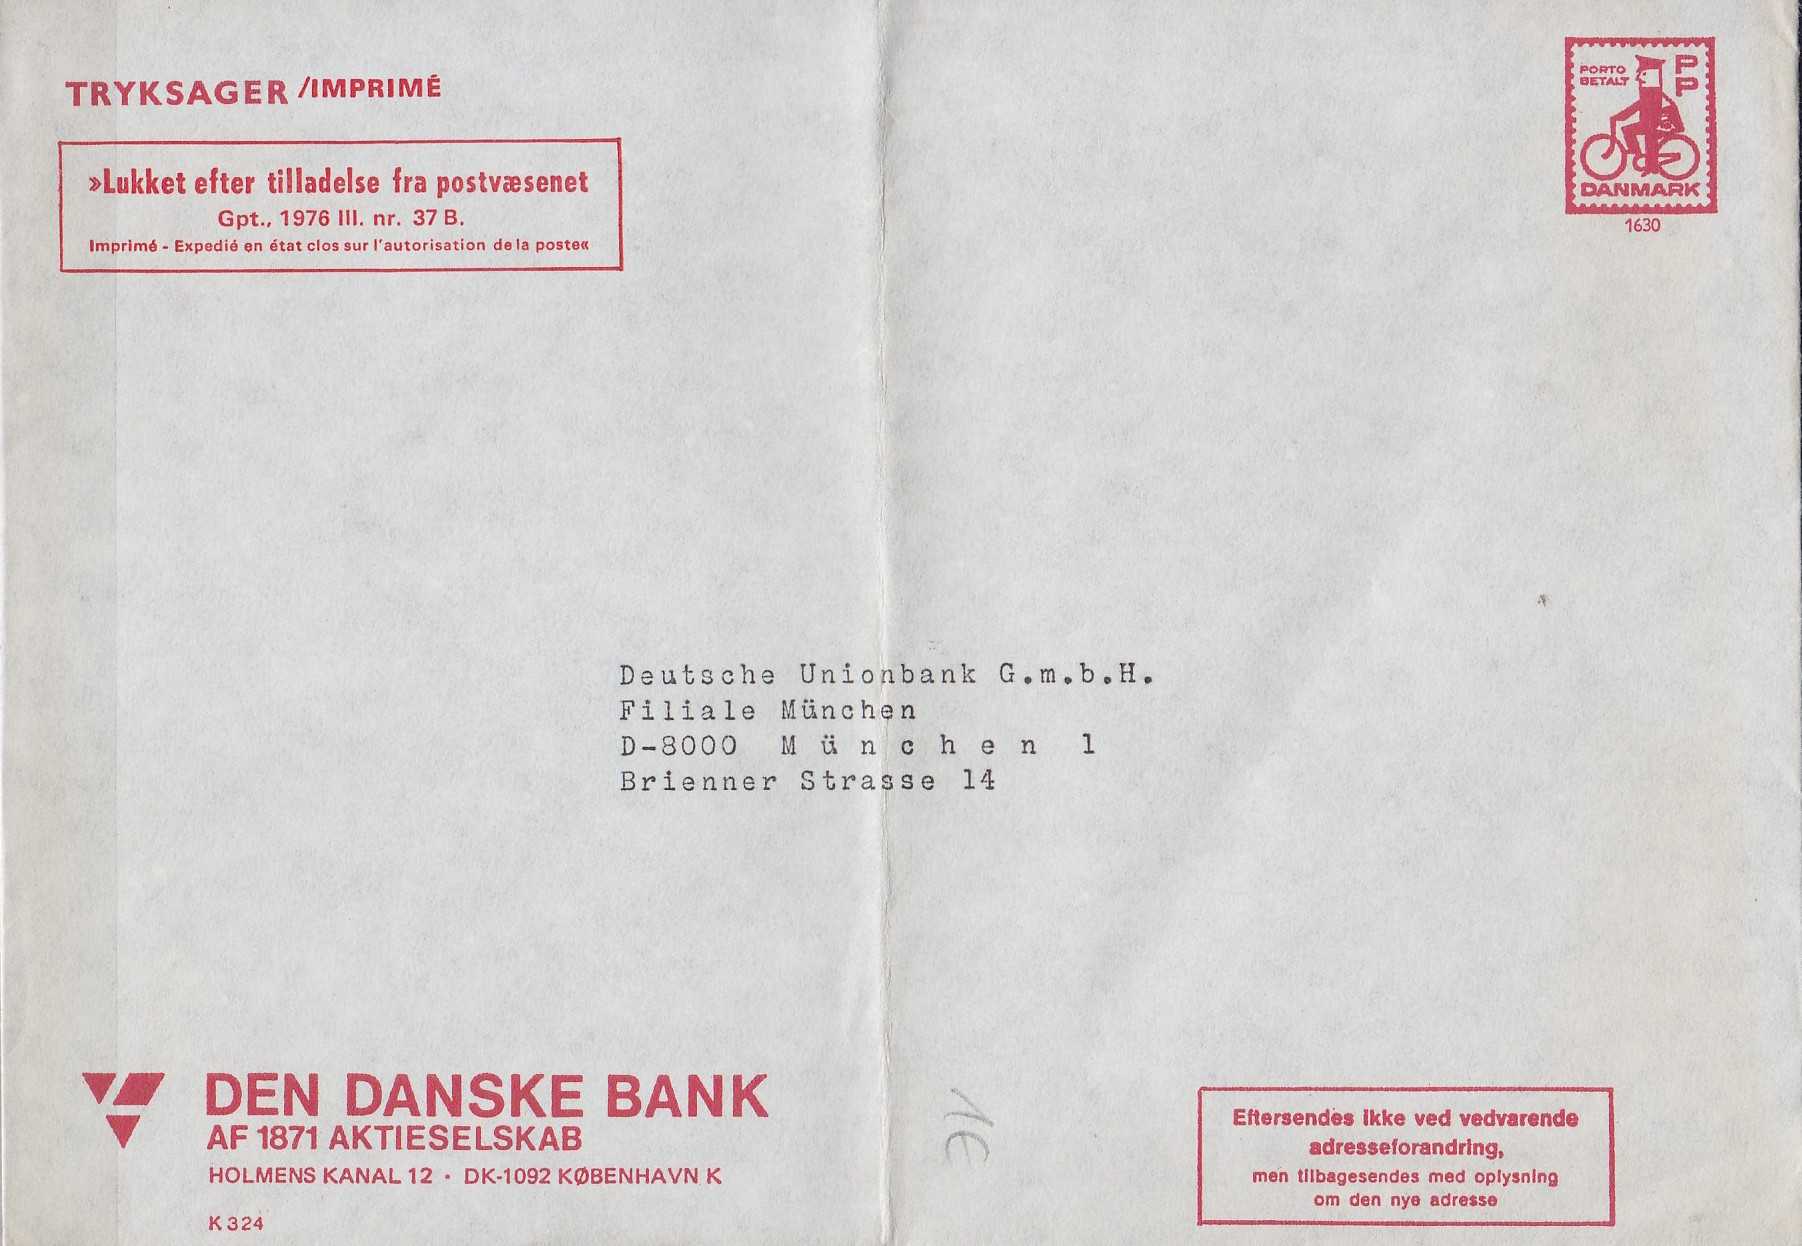 TRYKSAGER /IMPRIMÉ
»Lukket efter tilladelse fra postvæsenet
Gpt., 1976 III. nr. 37 B.
Imprimé - Expedié en état clos sur l'autorisation de la poste«
PORTO
BETALT
P
P
DANMARK
1630
Deutsche Unionbank G.m.b.H.
Filiale München
D-8000 M ü n c h e n 1
Brienner Strasse 14
DEN DANSKE BANK
AF 1871 AKTIESELSKAB
HOLMENS KANAL 12 · DK-1092 KØBENHAVN K
K 324
1€
Eftersendes ikke ved vedvarende
adresseforandring,
men tilbagesendes med oplysning
om den nye adresse